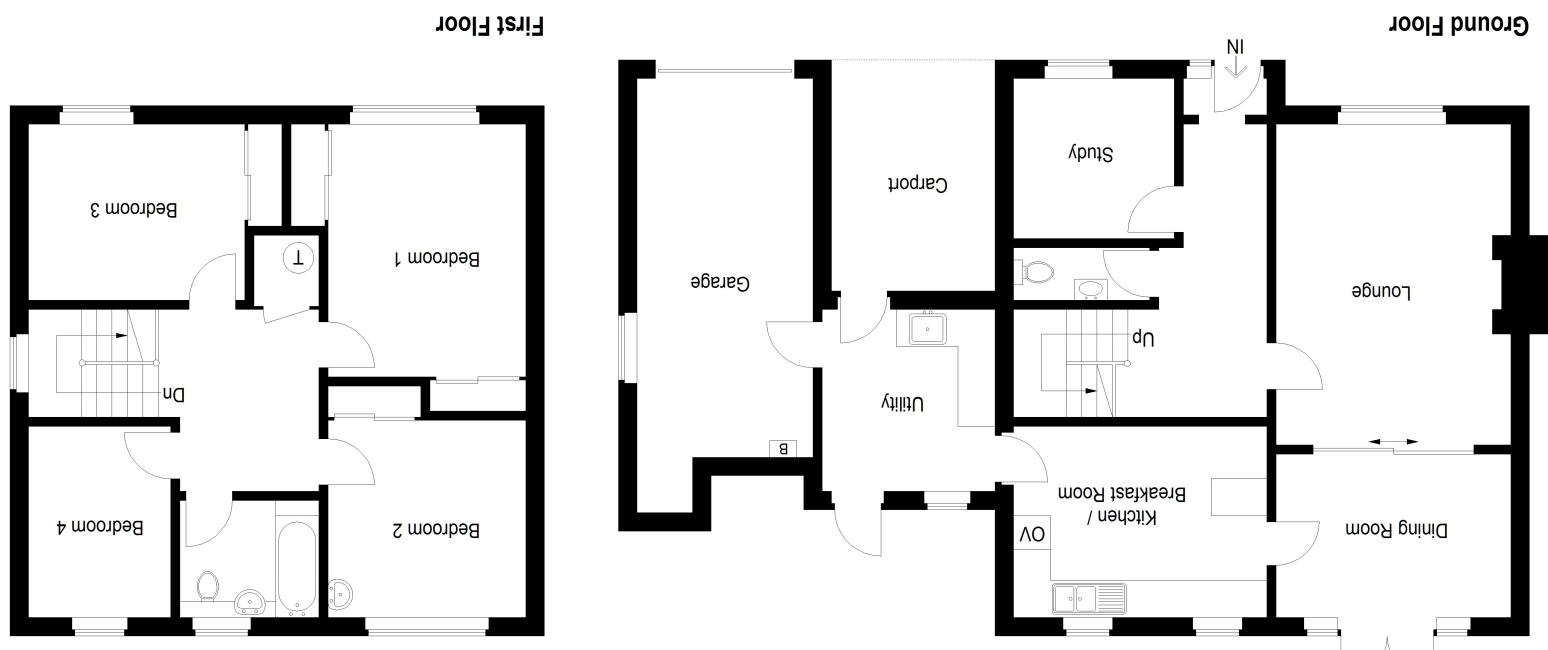 Dining Room
Kitchen /
Breakfast Room
OV
B
Utility
Up
Lounge
Garage
Carport
Study
IN
Ground Floor
Bedroom 2
Bedroom 4
Dn
Bedroom 1
T
Bedroom 3
First Floor